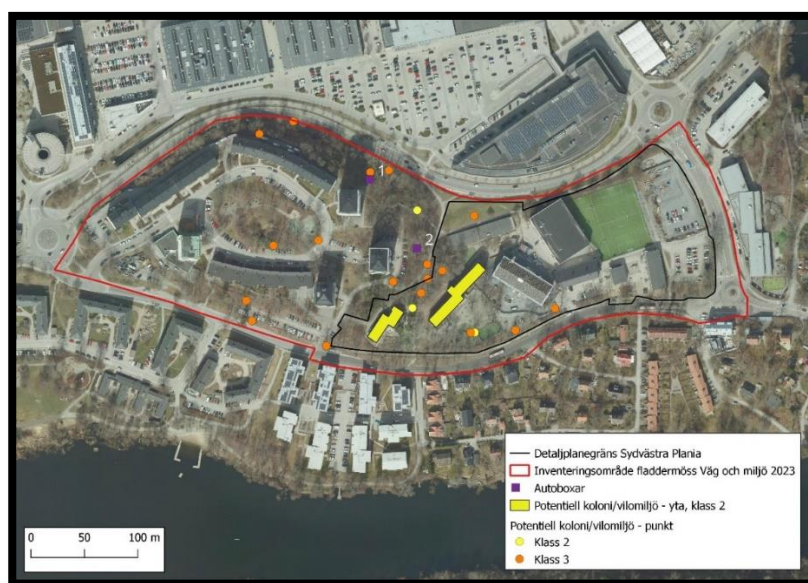 1
2
Detaljplanegräns Sydvästra Plania
Inventeringsområde fladdermöss Väg och miljö 2023
Autoboxar
Potentiell koloni/vilomiljö - yta, klass 2
Potentiell koloni/vilomiljö - punkt
Klass 2
Klass 3
0 50 100 m